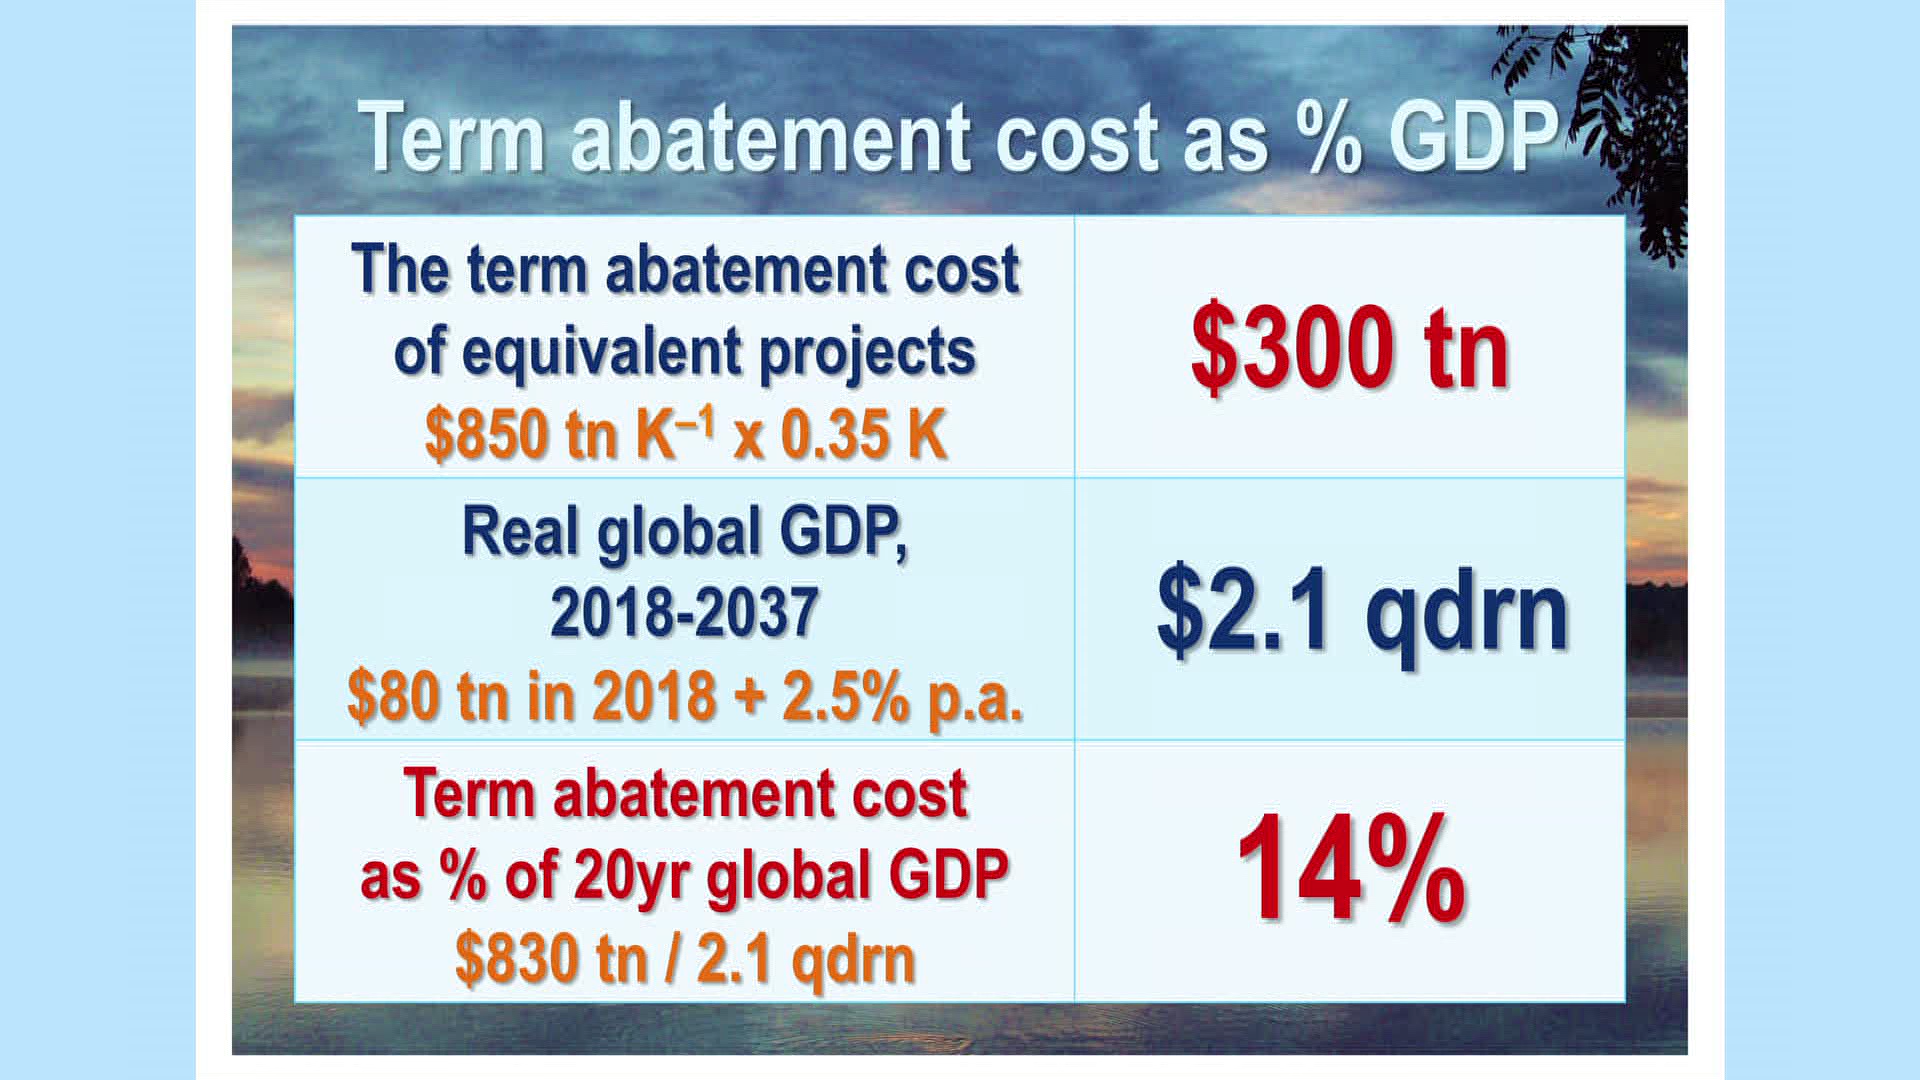 Term abatement cost as % GDP
The term abatement cost
of equivalent projects
$850 tn K–1 x 0.35 K
$300 tn
Real global GDP,
2018-2037
$80 tn in 2018 + 2.5% p.a.
$2.1 qdrn
Term abatement cost
as % of 20yr global GDP
$830 tn / 2.1 qdrn
14%